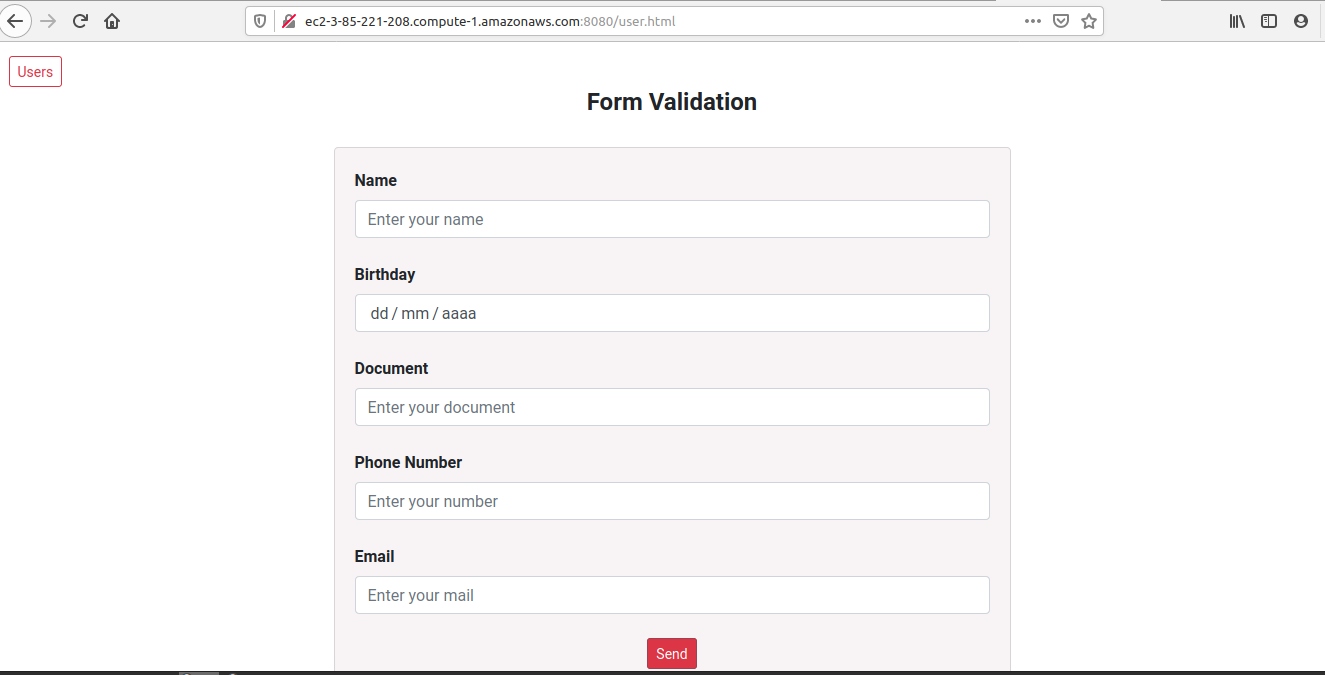 ec2-3-85-221-208.compute-1.amazonaws.com:8080/user.html
Users
Form Validation
Name
Enter your name
Birthday
dd / mm / aaaa
Document
Enter your document
Phone Number
Enter your number
Email
Enter your mail
Send